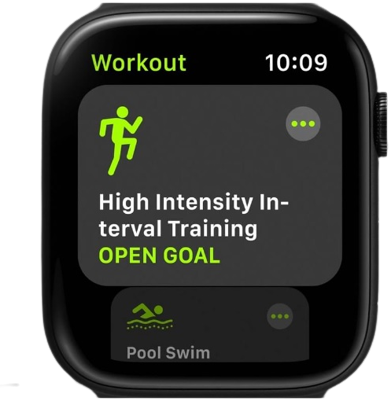 Workout 10:09
High Intensity In-
terval Training
OPEN GOAL
Pool Swim